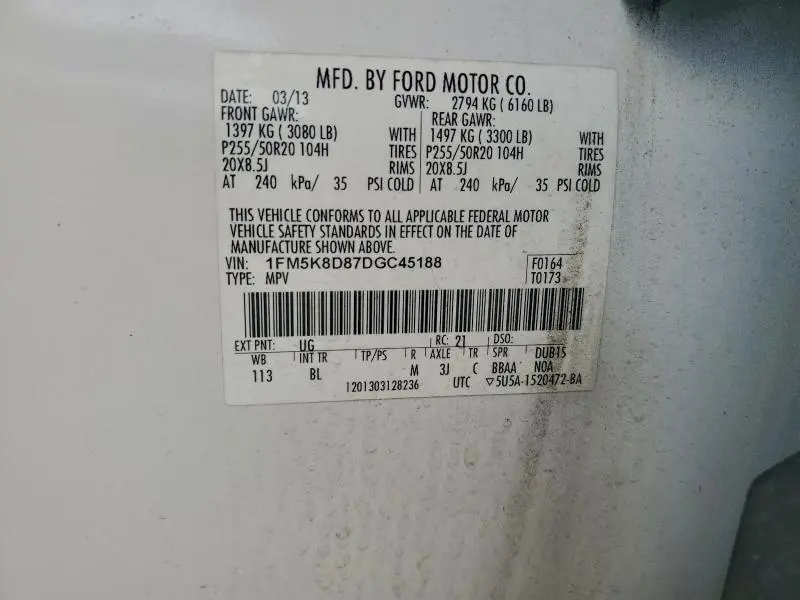 MFD. BY FORD MOTOR CO.
DATE: 03/13 GVWR: 2794 KG ( 6160 LB)
FRONT GAWR: REAR GAWR:
1397 KG ( 3080 LB) WITH 1497 KG ( 3300 LB) WITH
P255/50R20 104H TIRES P255/50R20 104H TIRES
20X8.5J RIMS 20X8.5J RIMS
AT 240 kPa/ 35 PSI COLD AT 240 kPa/ 35 PSI COLD
THIS VEHICLE CONFORMS TO ALL APPLICABLE FEDERAL MOTOR
VEHICLE SAFETY STANDARDS IN EFFECT ON THE DATE OF
MANUFACTURE SHOWN ABOVE.
VIN: 1FM5K8D87DGC45188 F0164
TYPE: MPV T0173
EXT PNT: UG RC: 21 DSO:
WB INT TR TP/PS R AXLE TR SPR DUB1S
113 BL M 3J C BBAA N0A
1201303128236 UTC ▽5U5A-1520472-BA